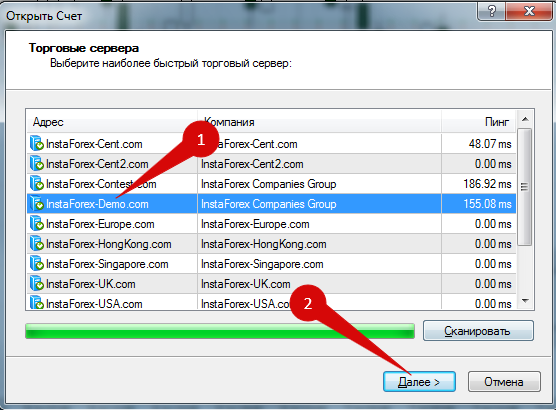 Открыть Счет
Торговые сервера
Выберите наиболее быстрый торговый сервер:
Адрес Компания Пинг
InstaForex-Cent.com InstaForex-Cent.com 48.07 ms
InstaForex-Cent2.com InstaForex-Cent2.com 0.00 ms
InstaForex-Contest.com InstaForex Companies Group 186.92 ms
InstaForex-Demo.com InstaForex Companies Group 155.08 ms
InstaForex-Europe.com InstaForex-Europe.com 0.00 ms
InstaForex-HongKong.com InstaForex-HongKong.com 0.00 ms
InstaForex-Singapore.com InstaForex-Singapore.com 0.00 ms
InstaForex-UK.com InstaForex-UK.com 0.00 ms
InstaForex-USA.com InstaForex-USA.com 0.00 ms
1
2
Сканировать
Далее > Отмена